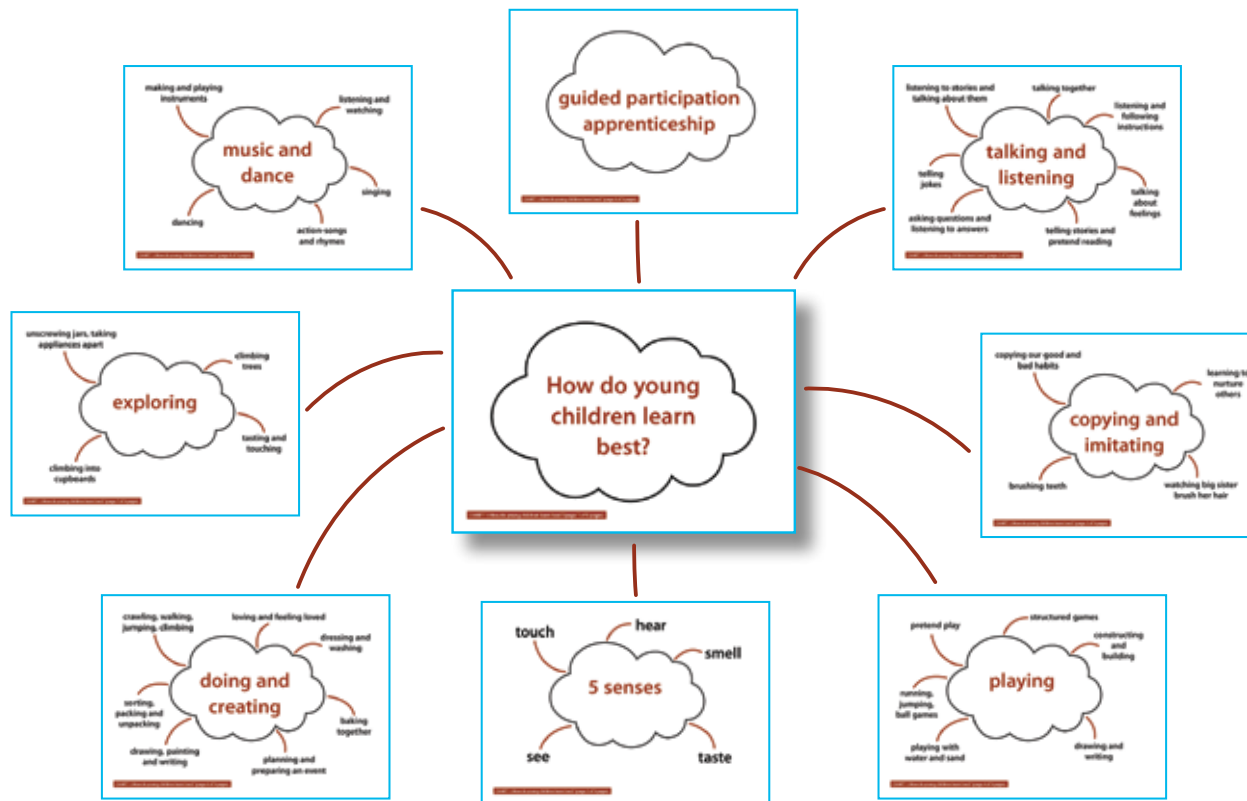 making and playing
instruments
listening and
watching
music and
dance
singing
dancing
action-songs
and rhymes
guided participation
apprenticeship
listening to stories and
talking about them
talking together
listening and
following
instructions
talking and
listening
telling
jokes
talking
about
feelings
asking questions and
listening to answers
telling stories and
pretend reading
unscrewing jars, taking
appliances apart
climbing
trees
exploring
tasting and
touching
climbing into
cupboards
How do young
children learn
best?
copying our good and
bad habits
learning to
nurture
others
copying and
imitating
brushing teeth
watching big sister
brush her hair
crawling, walking,
jumping, climbing
loving and feeling loved
dressing and
washing
doing and
creating
sorting,
packing and
unpacking
baking
together
drawing, painting
and writing
planning and
preparing an event
touch
hear
smell
5 senses
see
taste
pretend play
structured games
constructing
and
building
playing
running,
jumping,
ball games
playing with
water and sand
drawing and
writing